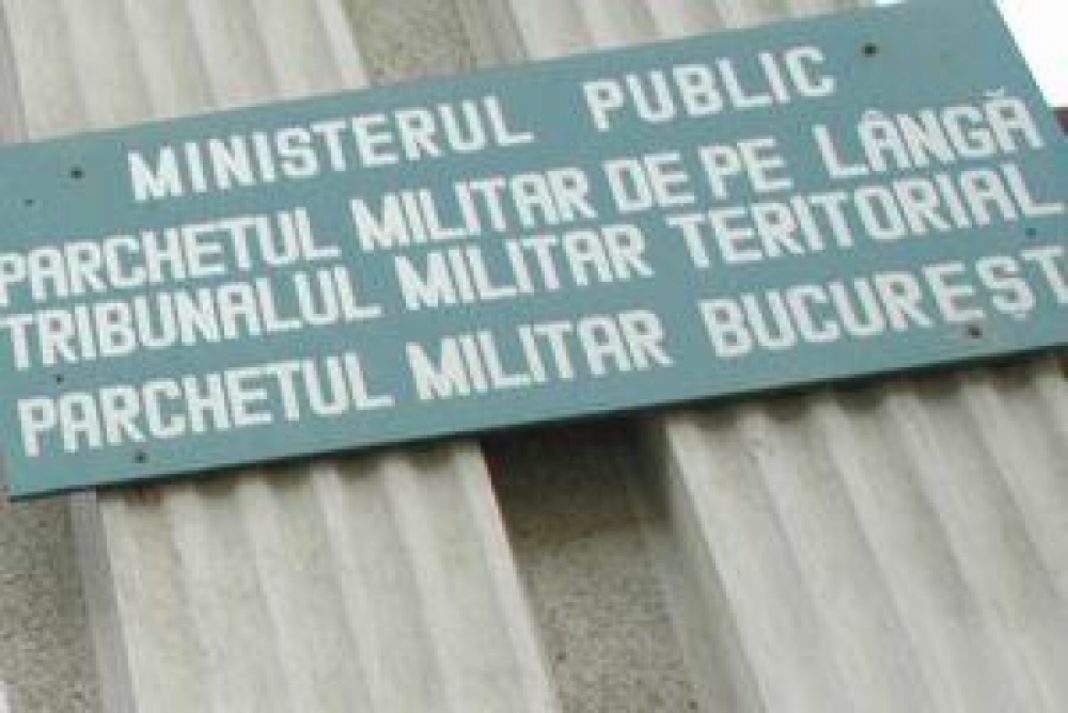 MINISTERUL PUBLIC
PARCHETUL MILITAR DE PE LÂNGĂ
TRIBUNALUL MILITAR TERITORIAL
PARCHETUL MILITAR BUCUREȘT